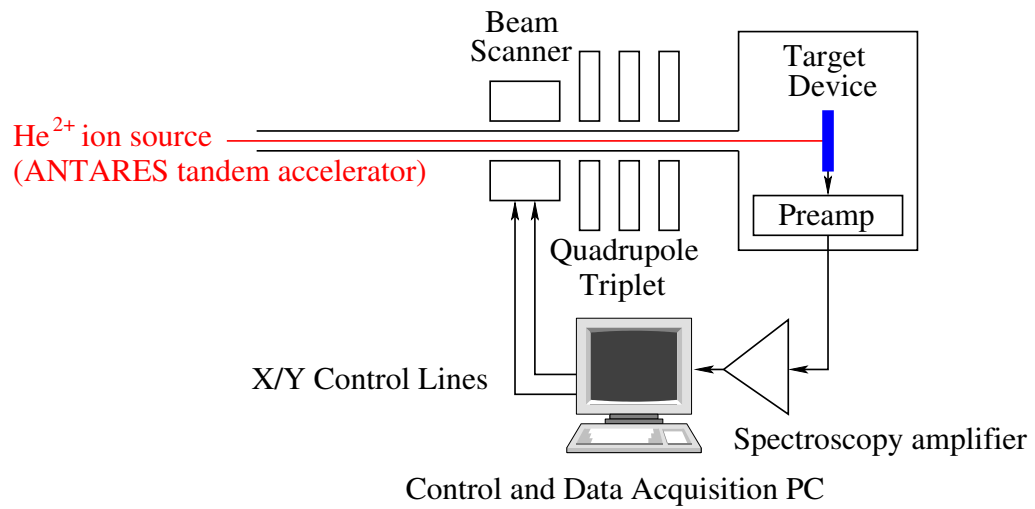 Beam
Scanner
Target
Device
He2+ ion source
(ANTARES tandem accelerator)
Preamp
Quadrupole
Triplet
X/Y Control Lines
Spectroscopy amplifier
Control and Data Acquisition PC